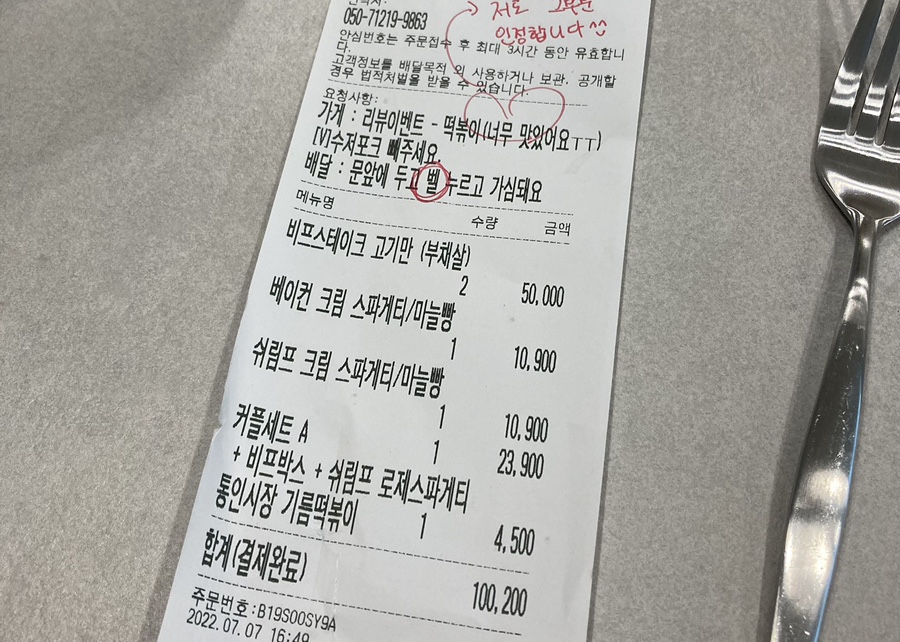 저도 그부분
인정합니다^^
050-71219-9863
안심번호는 주문접수 후 최대 3시간 동안 유효합니
다.
고객정보를 배달목적 외 사용하거나 보관, 공개할
경우 법적처벌을 받을 수 있습니다.
요청사항:
가게 : 리뷰이벤트 - 떡볶이(너무 맛있어요ㅜㅜ)
[V]수저포크 빼주세요.
배달 : 문앞에 두고 벨 누르고 가심돼요
메뉴명 수량 금액
비프스테이크 고기만 (부채살)
2 50,000
베이컨 크림 스파게티/마늘빵
1 10,900
쉬림프 크림 스파게티/마늘빵
1 10,900
커플세트 A 1 23,900
+ 비프박스 + 쉬림프 로제스파게티
통인시장 기름떡볶이 1 4,500
합계(결제완료) 100,200
주문번호:B19S00SY9A
2022.07.07 16:49